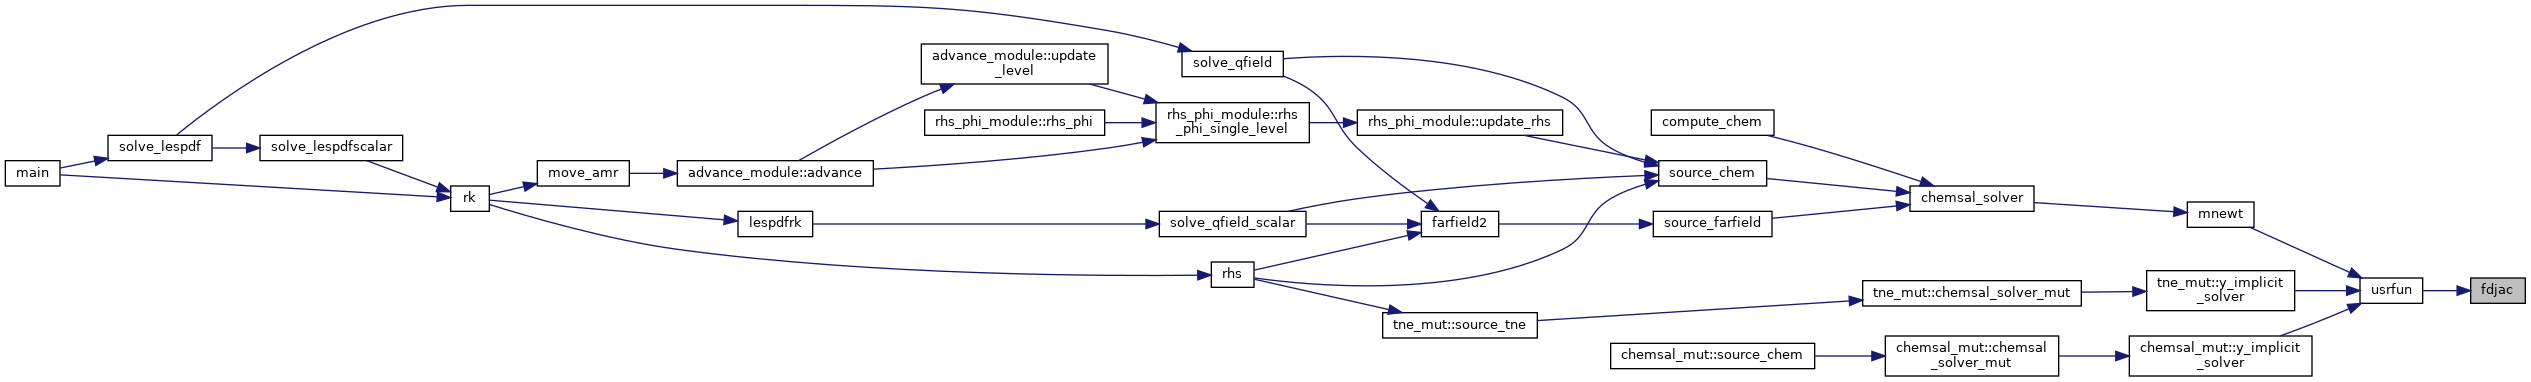 main
solve_lespdf
solve_lespdfscalar
rk
move_amr
lespdfrk
advance_module::advance
advance_module::update
_level
rhs_phi_module::rhs_phi
rhs_phi_module::rhs
_phi_single_level
solve_qfield
solve_qfield_scalar
rhs
rhs_phi_module::update_rhs
farfield2
tne_mut::source_tne
compute_chem
source_chem
source_farfield
chemsal_mut::source_chem
chemsal_solver
tne_mut::chemsal_solver_mut
chemsal_mut::chemsal
_solver_mut
mnewt
tne_mut::y_implicit
_solver
chemsal_mut::y_implicit
_solver
usrfun
fdjac